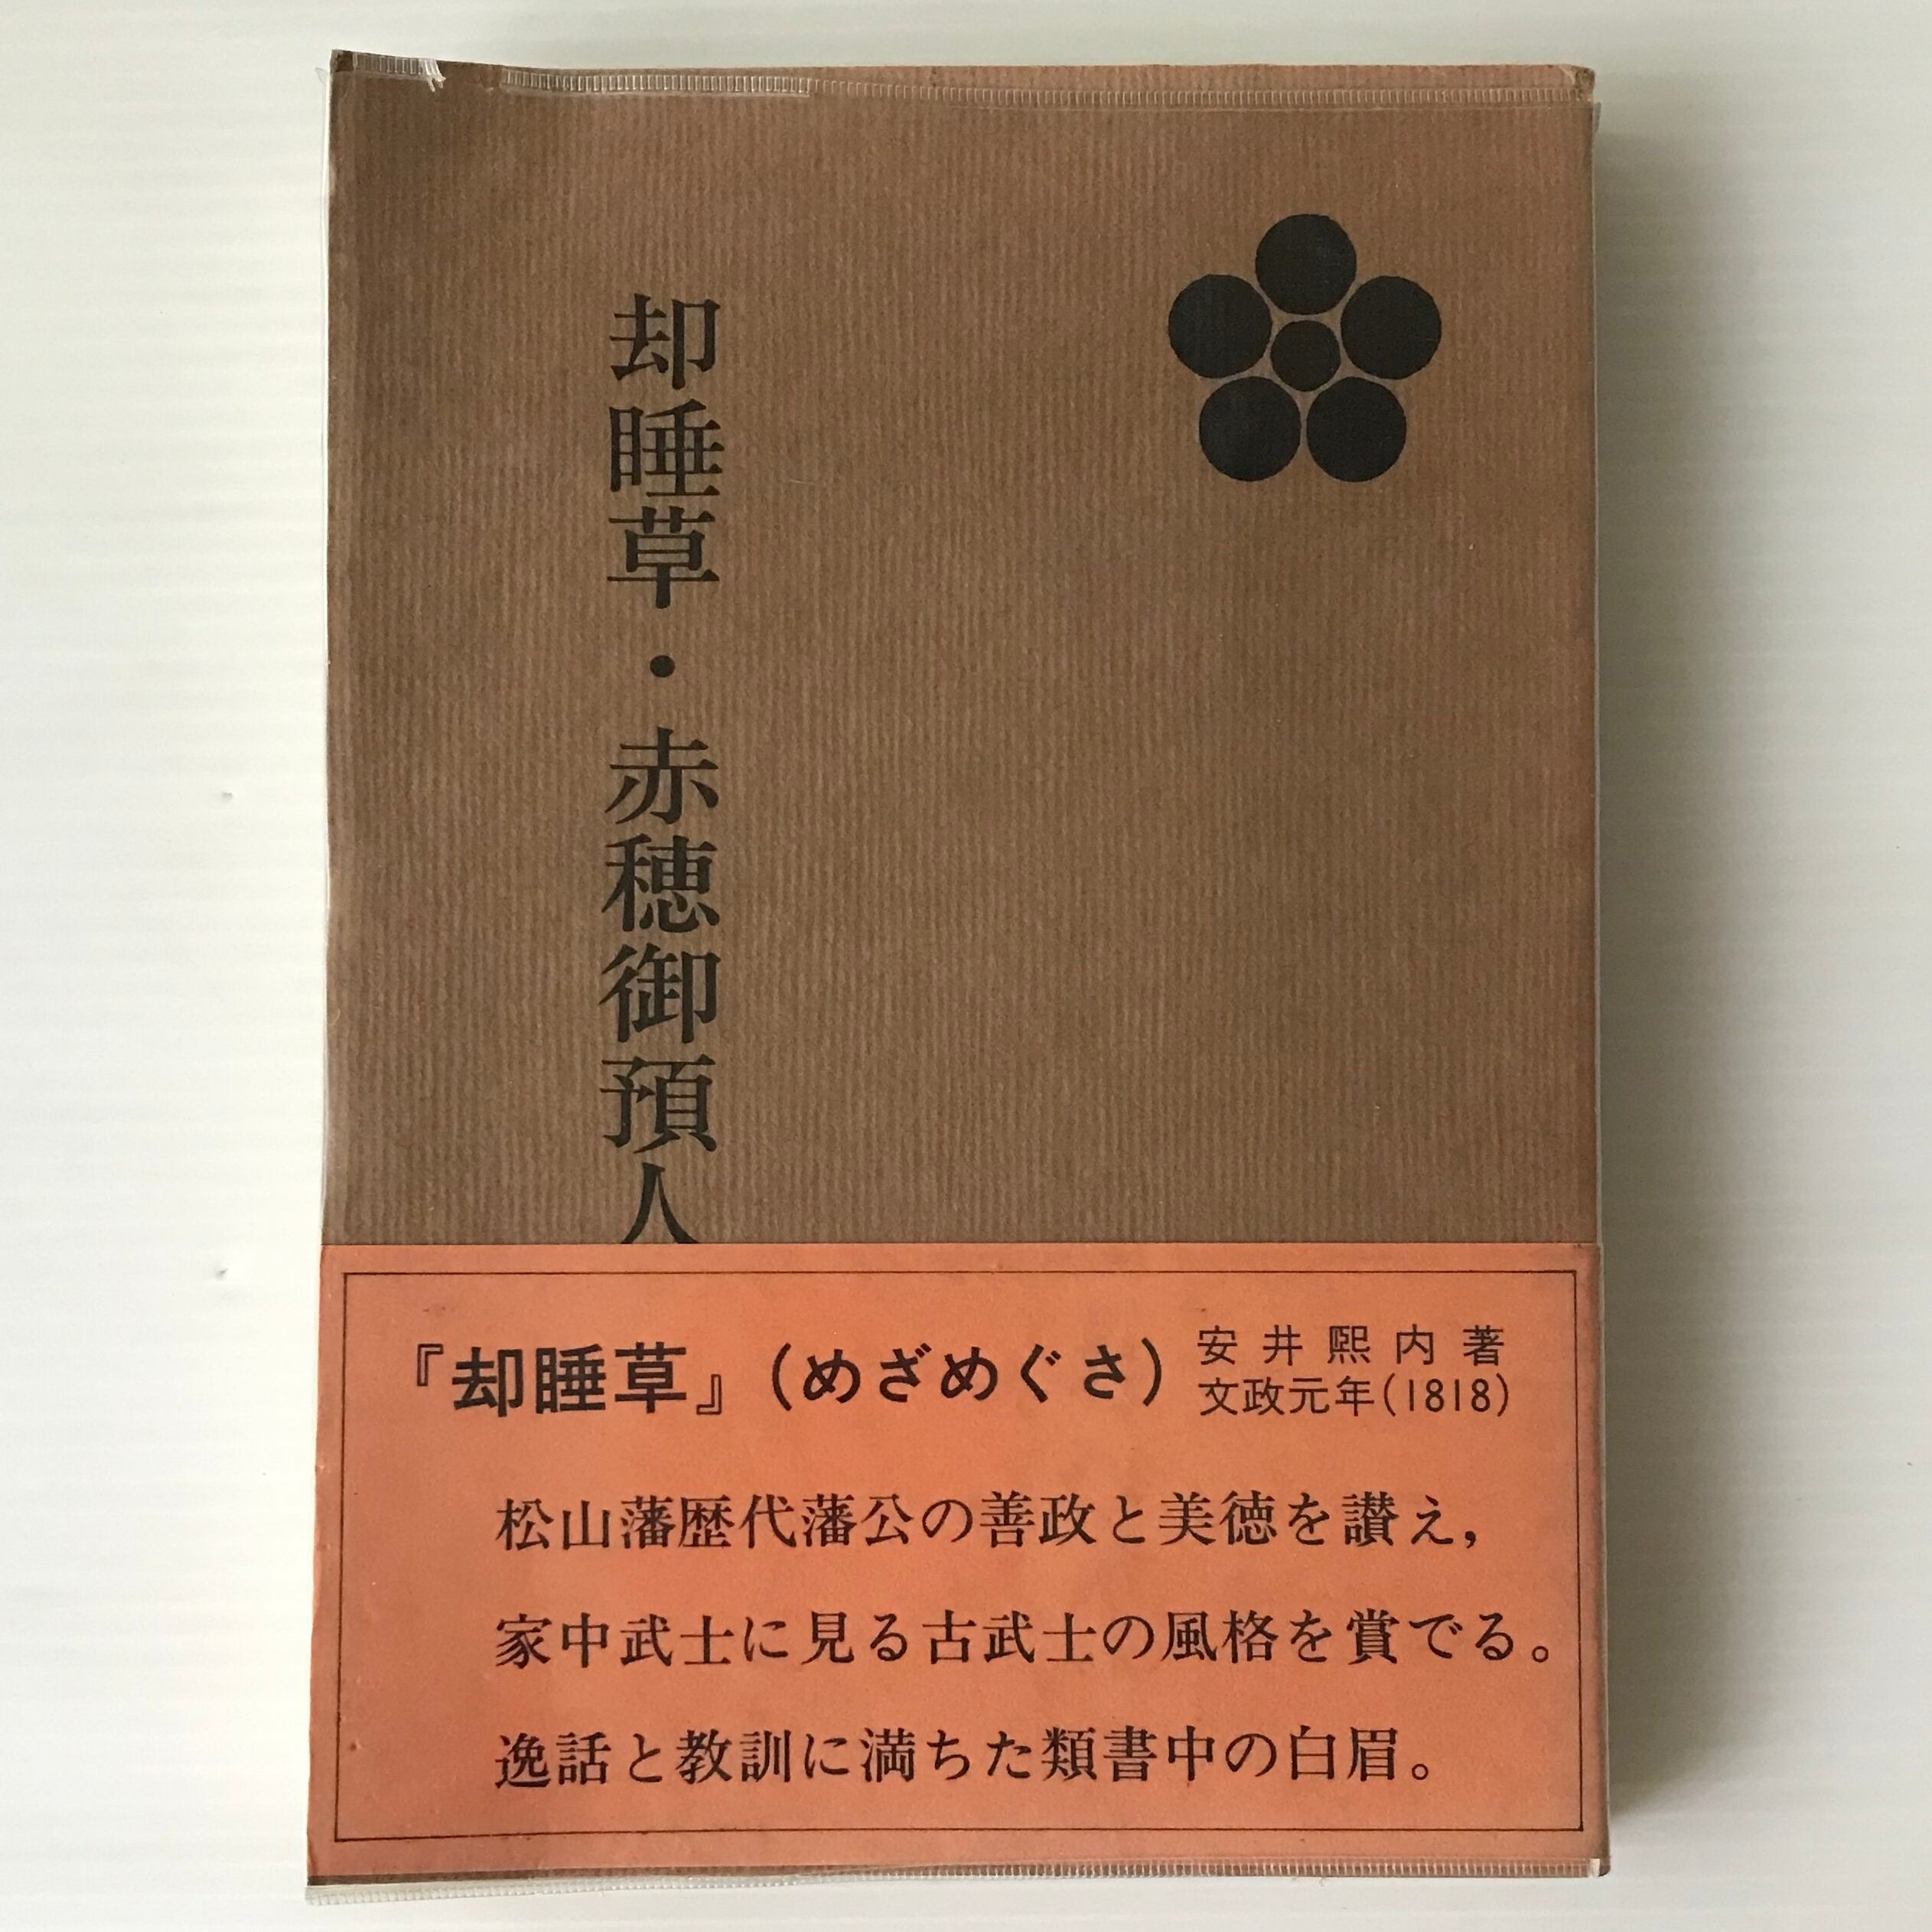 却睡草・赤穂御預人
『却睡草』(めざめぐさ)
安井熙内著
文政元年(1818)
松山藩歴代藩公の善政と美徳を讃え,
家中武士に見る古武士の風格を賞でる。
逸話と教訓に満ちた類書中の白眉。